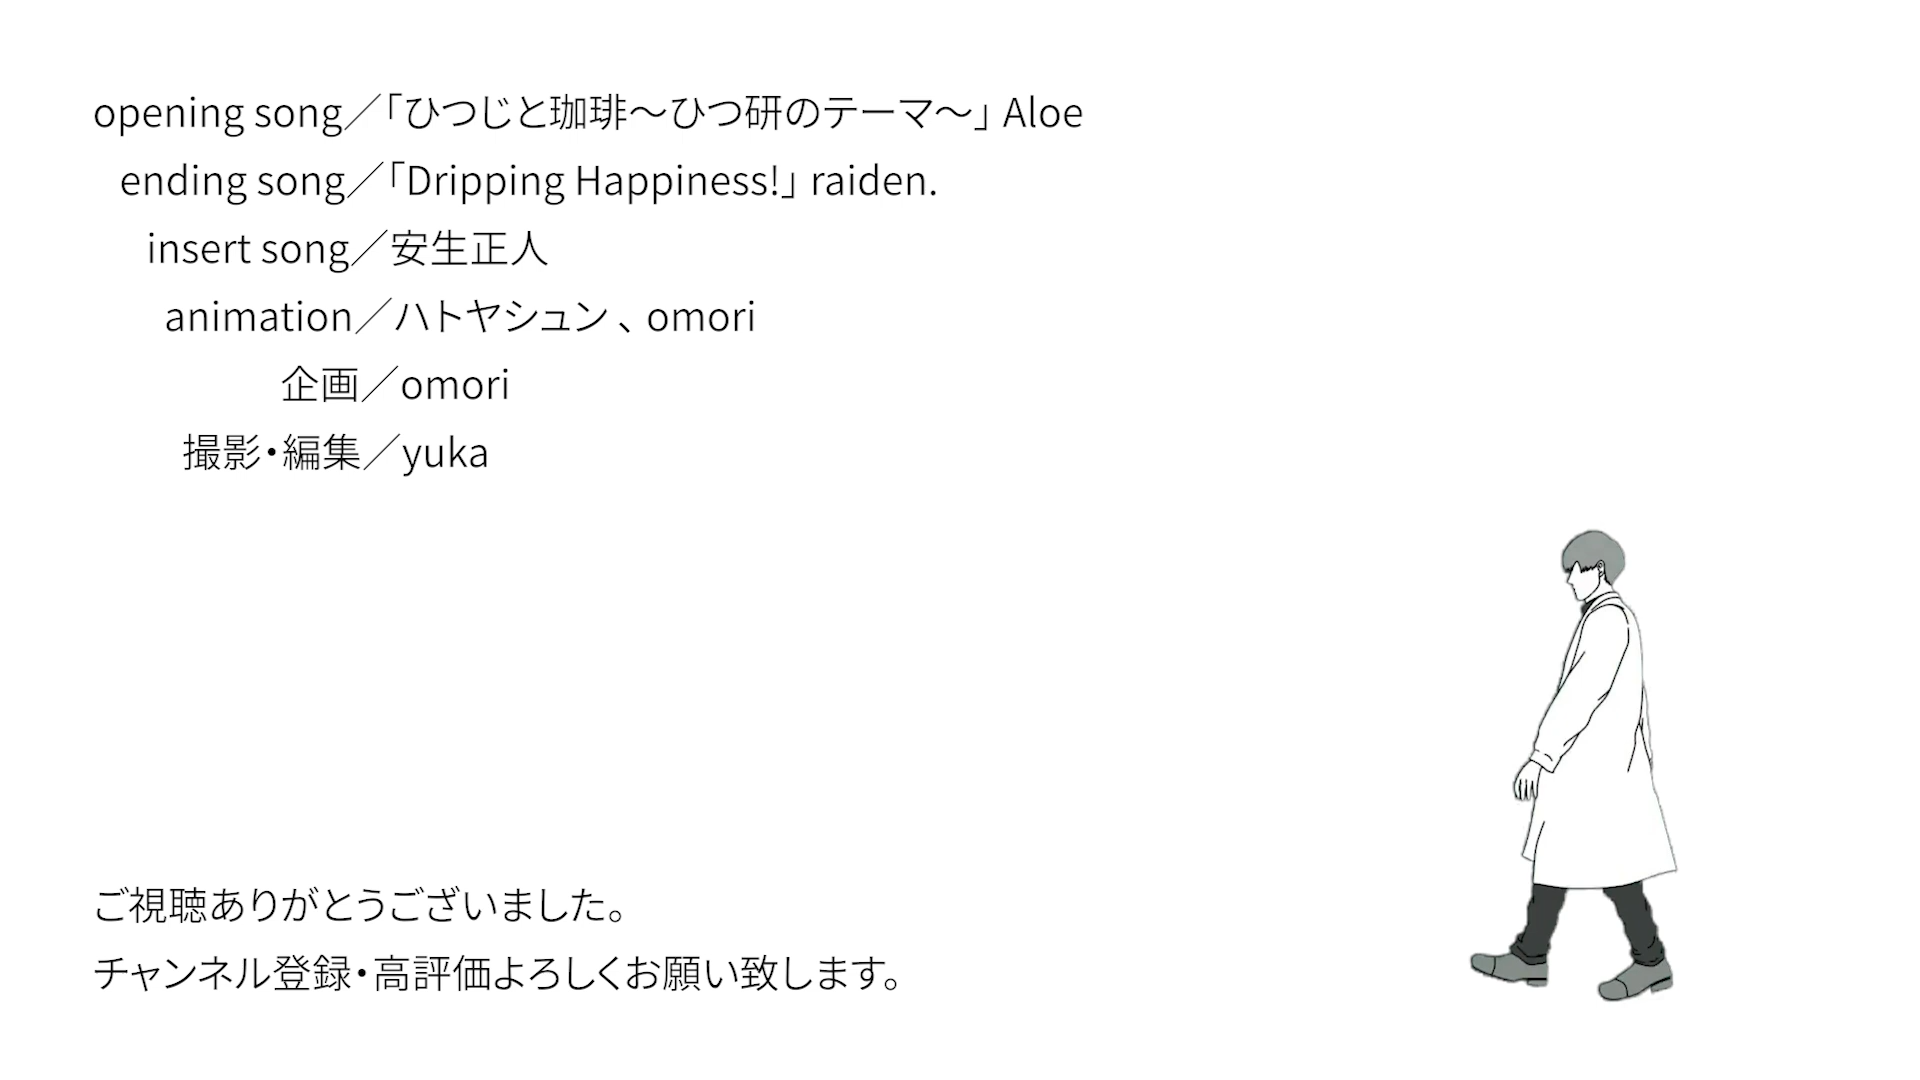 opening song／「ひつじと珈琲～ひつ研のテーマ～」 Aloe
ending song／「Dripping Happiness!」 raiden.
insert song／安生正人
animation／ハトヤシュン 、 omori
企画／omori
撮影・編集／yuka
ご視聴ありがとうございました。
チャンネル登録・高評価よろしくお願い致します。